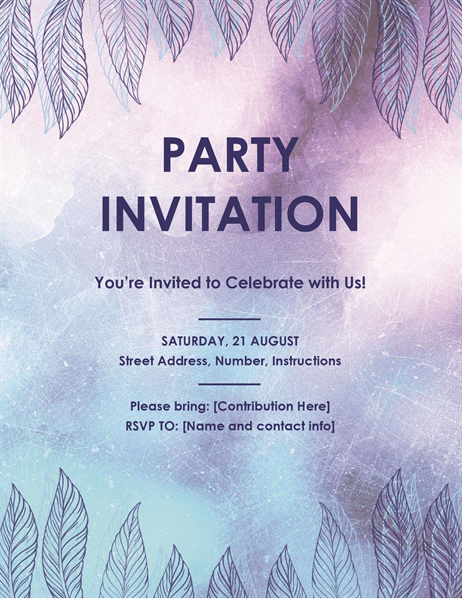 PARTY
INVITATION
You're Invited to Celebrate with Us!
SATURDAY, 21 AUGUST
Street Address, Number, Instructions
Please bring: [Contribution Here]
RSVP TO: [Name and contact info]